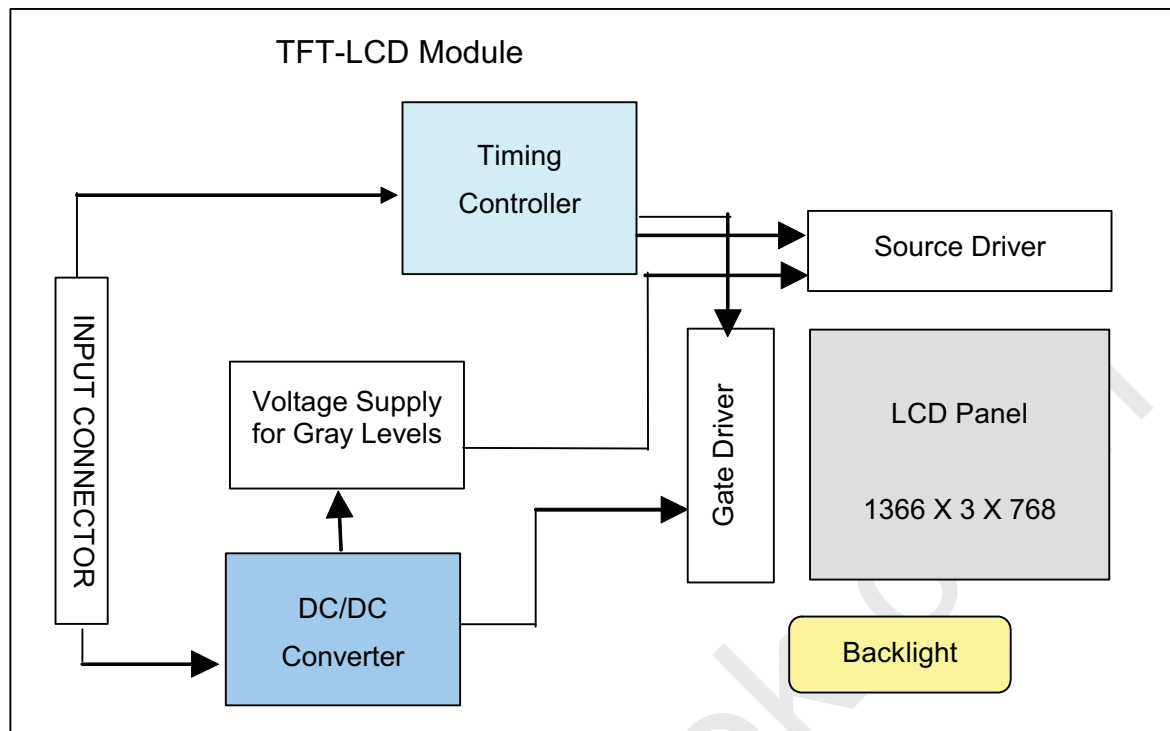 TFT-LCD Module
Timing
Controller
Source Driver
INPUT CONNECTOR
Voltage Supply
for Gray Levels
Gate Driver
LCD Panel
1366 X 3 X 768
DC/DC
Converter
Backlight